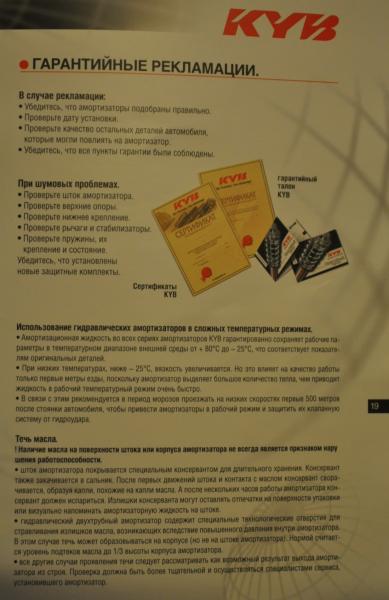 KYB
● ГАРАНТИЙНЫЕ РЕКЛАМАЦИИ.
В случае рекламации:
• Убедитесь, что амортизаторы подобраны правильно.
• Проверьте дату установки.
• Проверьте качество остальных деталей автомобиля,
которые могли повлиять на амортизатор.
• Убедитесь, что все пункты гарантии были соблюдены.
При шумовых проблемах.
• Проверьте шток амортизатора.
• Проверьте верхние опоры.
• Проверьте нижнее крепление.
• Проверьте рычаги и стабилизаторы.
• Проверьте пружины, их
крепление и состояние.
Убедитесь, что установлены
новые защитные комплекты.
KYB
СЕРТИФИКАТ
KYB
СЕРТИФИКАТ
гарантийный
талон
KYB
KYB
Сертификаты
KYB
Использование гидравлических амортизаторов в сложных температурных режимах.
• Амортизационная жидкость во всех сериях амортизаторов KYB гарантированно сохраняет рабочие па-
раметры в температурном диапазоне внешней среды от + 80°С до – 25°С, что соответствует показате-
лям оригинальных деталей.
• При низких температурах, ниже – 25°С, вязкость увеличивается. Но это влияет на качество работы
только первые метры езды, поскольку амортизатор выделяет большое количество тепла, чем приводит
жидкость в рабочий температурный режим очень быстро.
• В связи с этим рекомендуется в период морозов проезжать на низких скоростях первые 500 метров
после стоянки автомобиля, чтобы привести амортизаторы в рабочий режим и защитить их клапанную
систему от гидроудара.
19
Течь масла.
! Наличие масла на поверхности штока или корпуса амортизатора не всегда является признаком нару
шения работоспособности.
• шток амортизатора покрывается специальным консервантом для длительного хранения. Консервант
также закачивается в сальник. После первых движений штока и контакта с маслом консервант свора-
чивается, образуя капли, похожие на капли масла. А после нескольких часов работы амортизатора кон-
сервант должен испариться. Излишки консерванта могут оставлять отпечатки на поверхности упаковки
или визуально напоминать амортизаторную жидкость на штоке.
• гидравлический двухтрубный амортизатор содержит специальные технологические отверстия для
стравливания излишков масла, возникающих вследствие повышенного давления внутри амортизатора.
В этом случае течь может образовываться на корпусе (но не на штоке амортизатора). Нормой считает-
ся уровень подтеков масла до 1/3 высоты корпуса амортизатора.
• все другие случаи проявления течи следует рассматривать как возможный результат выхода аморти-
затора из строя. Проверка должна быть более тщательной и осуществляться специалистами сервиса,
установившего амортизатор.